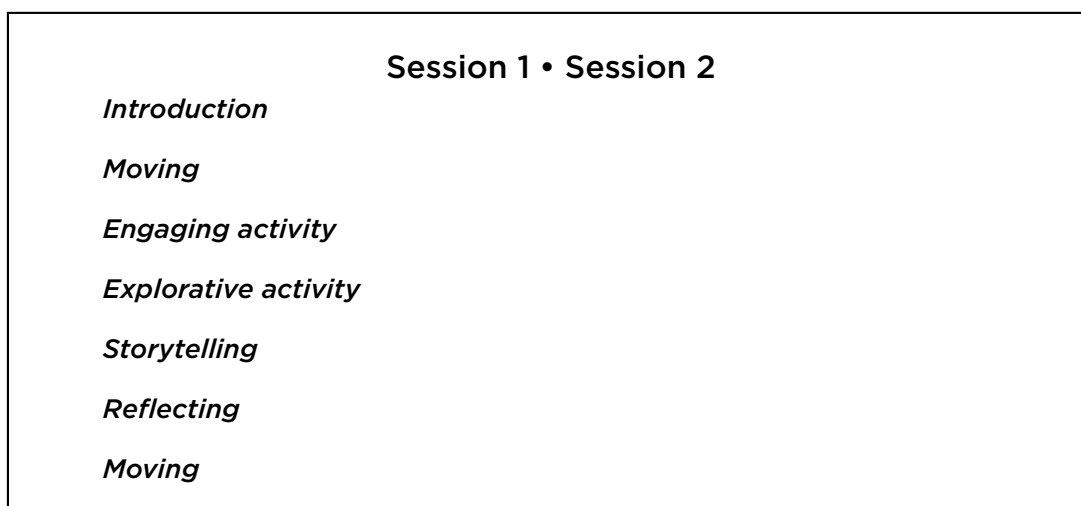 Session 1 • Session 2
Introduction
Moving
Engaging activity
Explorative activity
Storytelling
Reflecting
Moving